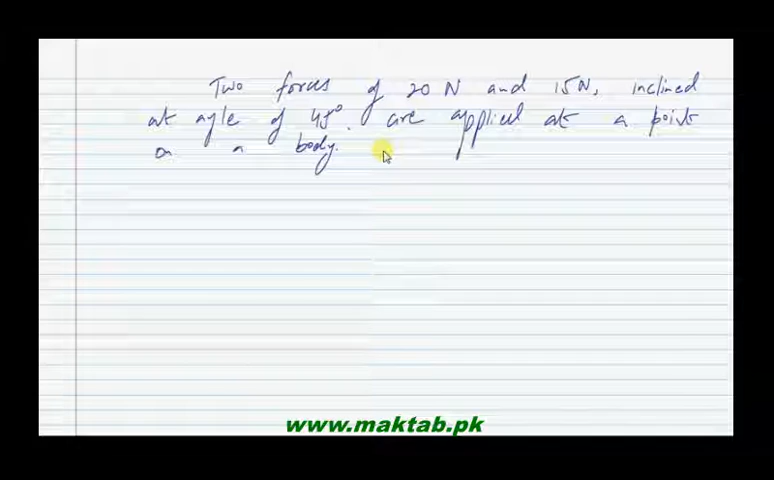 Two forces of 20 N and 15N, inclined
at agle of 45°. are applied at a point
on a body.
www.maktab.pk